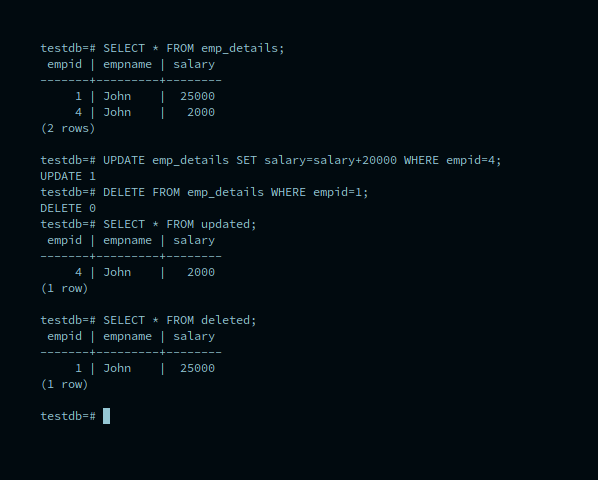 testdb=# SELECT * FROM emp_details;
 empid | empname | salary
-------+---------+--------
     1 | John    |  25000
     4 | John    |   2000
(2 rows)

testdb=# UPDATE emp_details SET salary=salary+20000 WHERE empid=4;
UPDATE 1
testdb=# DELETE FROM emp_details WHERE empid=1;
DELETE 0
testdb=# SELECT * FROM updated;
 empid | empname | salary
-------+---------+--------
     4 | John    |   2000
(1 row)

testdb=# SELECT * FROM deleted;
 empid | empname | salary
-------+---------+--------
     1 | John    |  25000
(1 row)

testdb=#